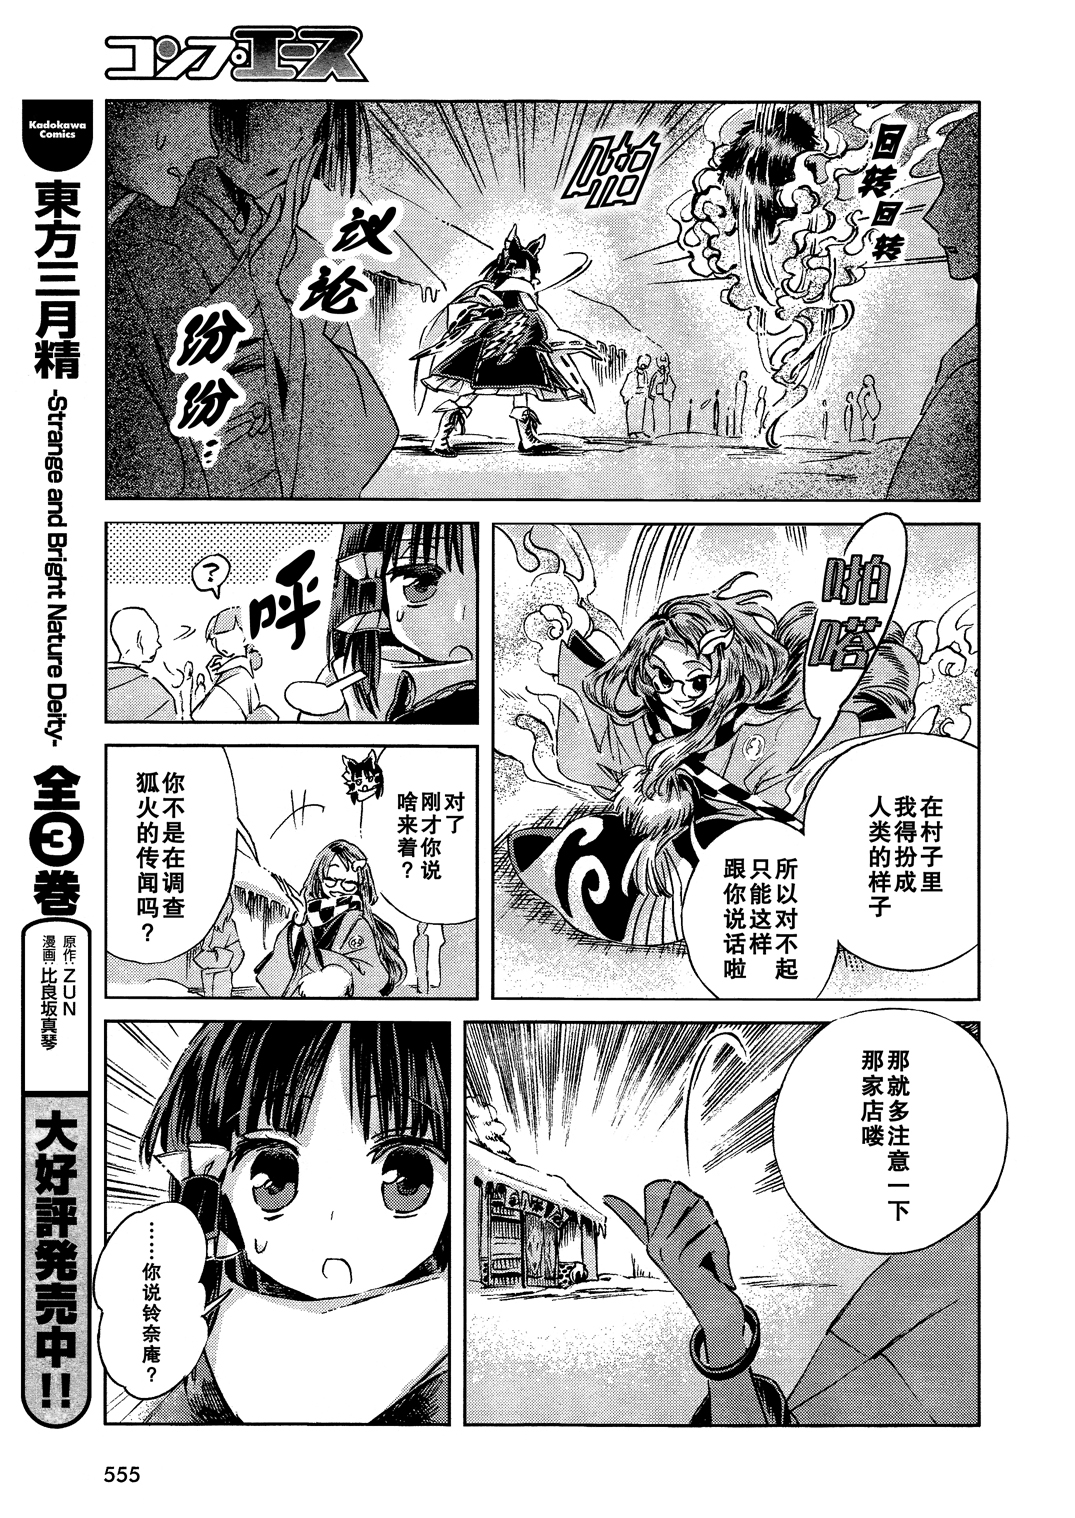 コンプ・エース
Kadokawa
Comics
東方三月精
-Strange and Bright Nature Deity-
全3巻
原作：ZUN
漫画：比良坂真琴
大好評発売中!!
回转回转
啪
议论
纷纷…
啪嗒
在村子里
我得扮成
人类的样子
所以对不起
只能这样
跟你说话啦
呼
?
对了
刚才你说
啥来着?
你不是在调查
狐火的传闻吗?
那就多注意一下
那家店喽
……你说铃奈庵?
555